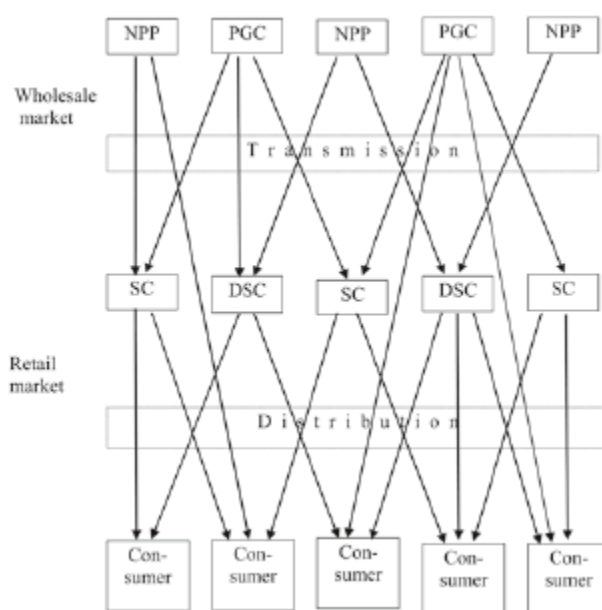 NPP PGC NPP PGC NPP
Wholesale
market
Transmission
SC DSC SC DSC SC
Retail
market
Distribution
Con-
sumer
Con-
sumer
Con-
sumer
Con-
sumer
Con-
sumer